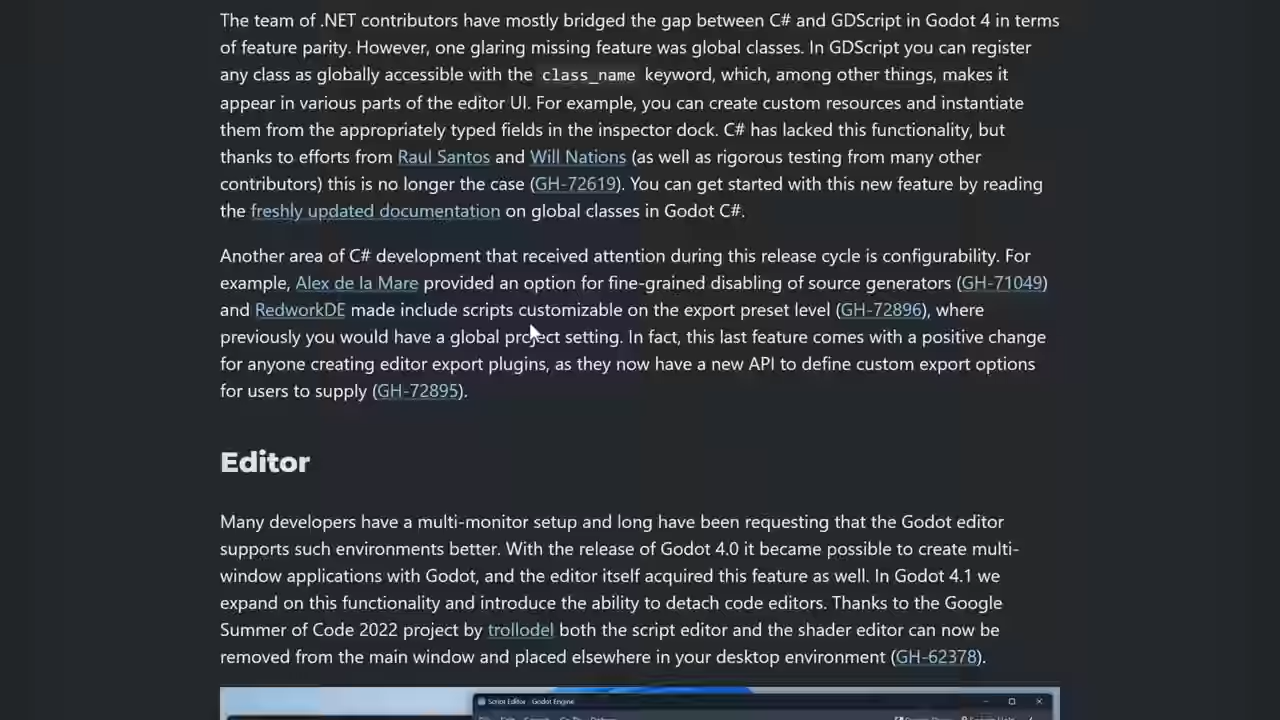 The team of .NET contributors have mostly bridged the gap between C# and GDScript in Godot 4 in terms
of feature parity. However, one glaring missing feature was global classes. In GDScript you can register
any class as globally accessible with the class_name keyword, which, among other things, makes it
appear in various parts of the editor UI. For example, you can create custom resources and instantiate
them from the appropriately typed fields in the inspector dock. C# has lacked this functionality, but
thanks to efforts from Raul Santos and Will Nations (as well as rigorous testing from many other
contributors) this is no longer the case (GH-72619). You can get started with this new feature by reading
the freshly updated documentation on global classes in Godot C#.
Another area of C# development that received attention during this release cycle is configurability. For
example, Alex de la Mare provided an option for fine-grained disabling of source generators (GH-71049)
and RedworkDE made include scripts customizable on the export preset level (GH-72896), where
previously you would have a global project setting. In fact, this last feature comes with a positive change
for anyone creating editor export plugins, as they now have a new API to define custom export options
for users to supply (GH-72895).
Editor
Many developers have a multi-monitor setup and long have been requesting that the Godot editor
supports such environments better. With the release of Godot 4.0 it became possible to create multi-
window applications with Godot, and the editor itself acquired this feature as well. In Godot 4.1 we
expand on this functionality and introduce the ability to detach code editors. Thanks to the Google
Summer of Code 2022 project by trollodel both the script editor and the shader editor can now be
removed from the main window and placed elsewhere in your desktop environment (GH-62378).
Script Editor - Godot Engine